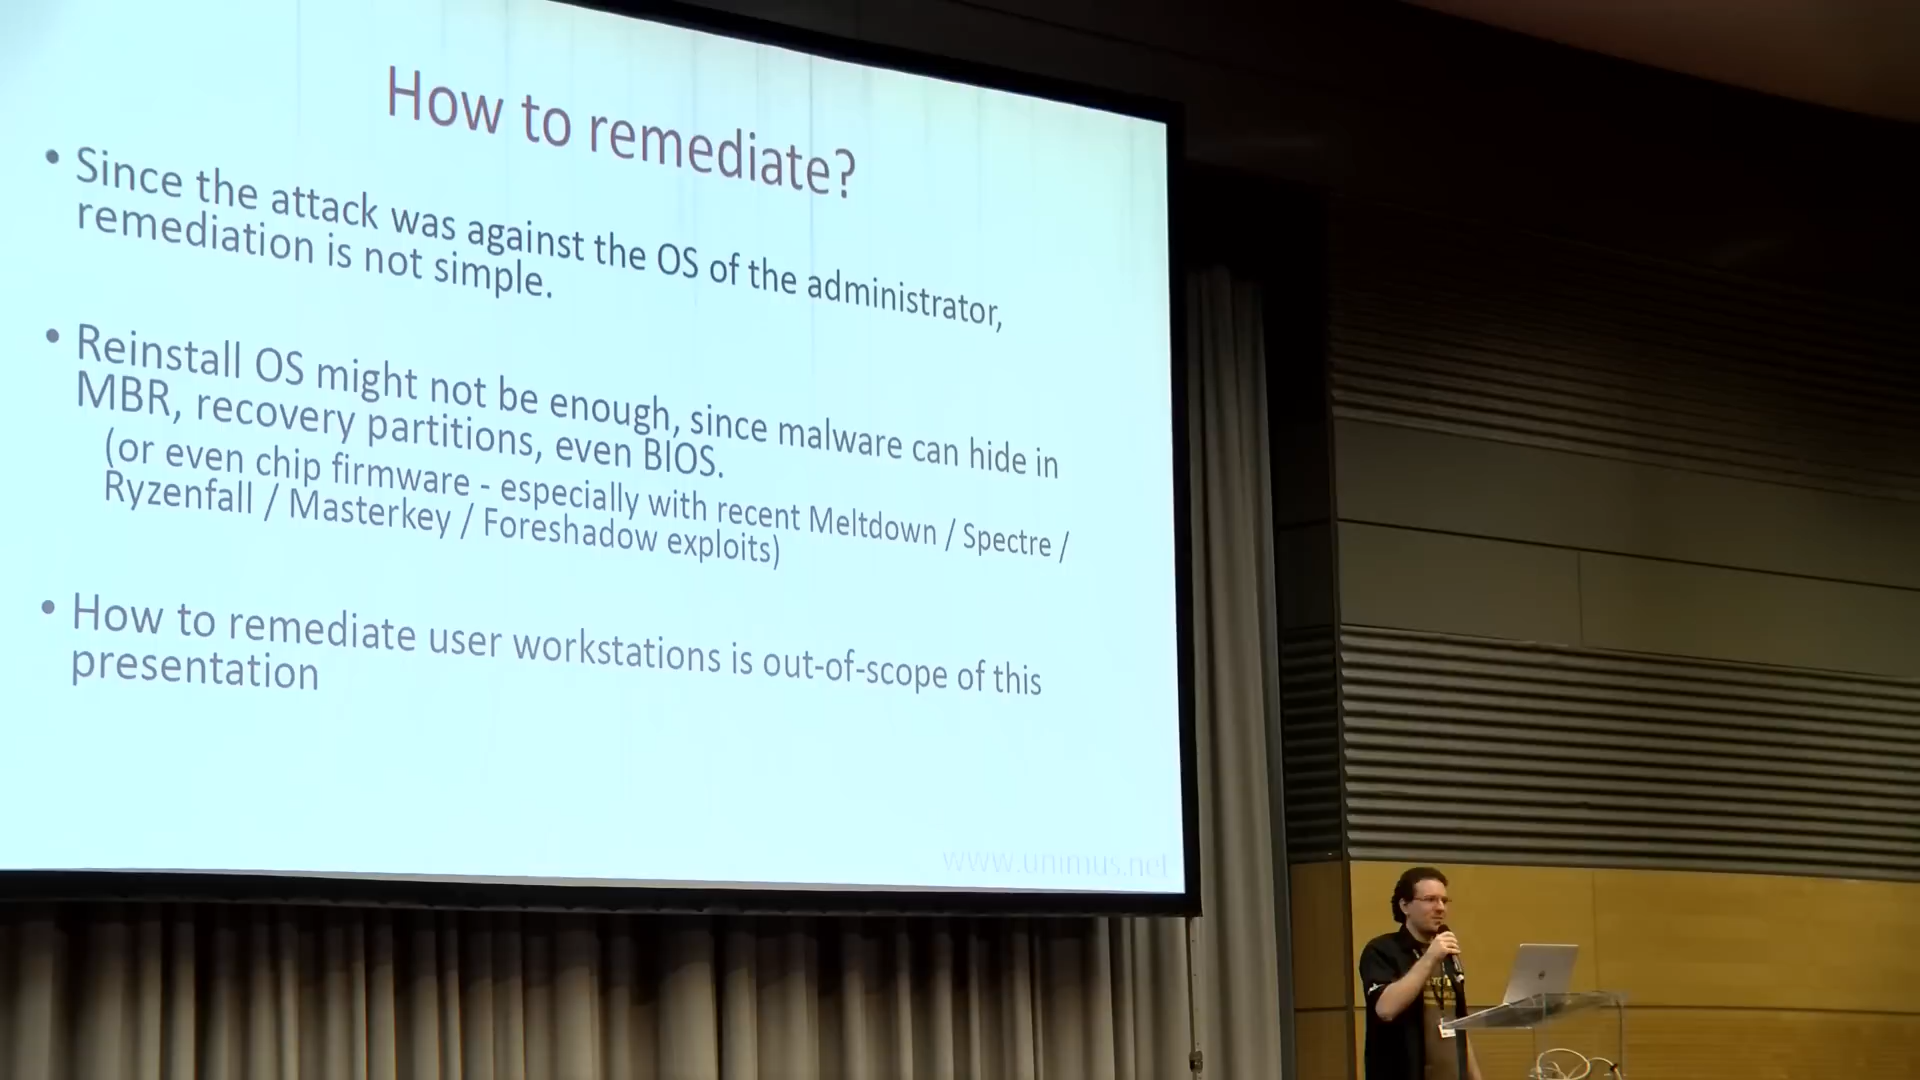 How to remediate?
• Since the attack was against the OS of the administrator,
remediation is not simple.
• Reinstall OS might not be enough, since malware can hide in
MBR, recovery partitions, even BIOS.
(or even chip firmware - especially with recent Meltdown / Spectre /
Ryzenfall / Masterkey / Foreshadow exploits)
• How to remediate user workstations is out-of-scope of this
presentation
www.unimus.net